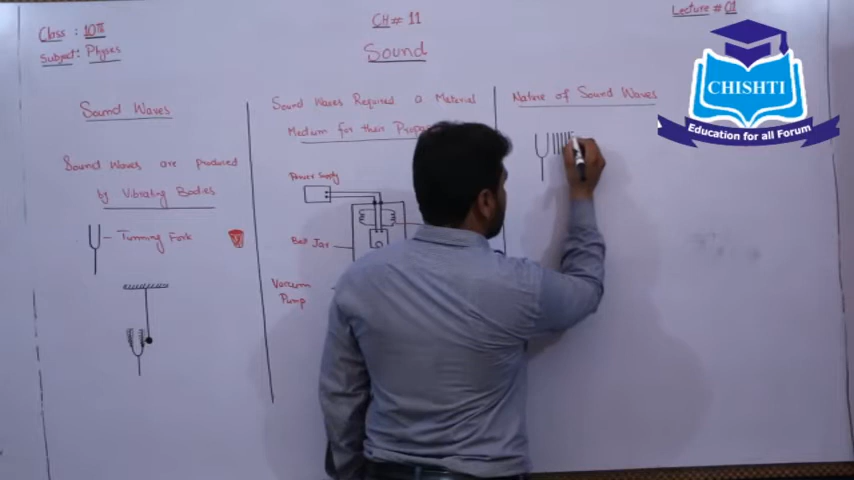 Class : 10TH
Subject: Physics
CH# 11
Sound
Lecture # 01
CHISHTI
Education for all Forum
Sound Waves
Sound Waves are produced
by Vibrating Bodies
Tunning Fork
Sound Waves Required a Material
Medium for their
Power Supply
Bell Jar
Vacuum
Pump
Nature of Sound Waves